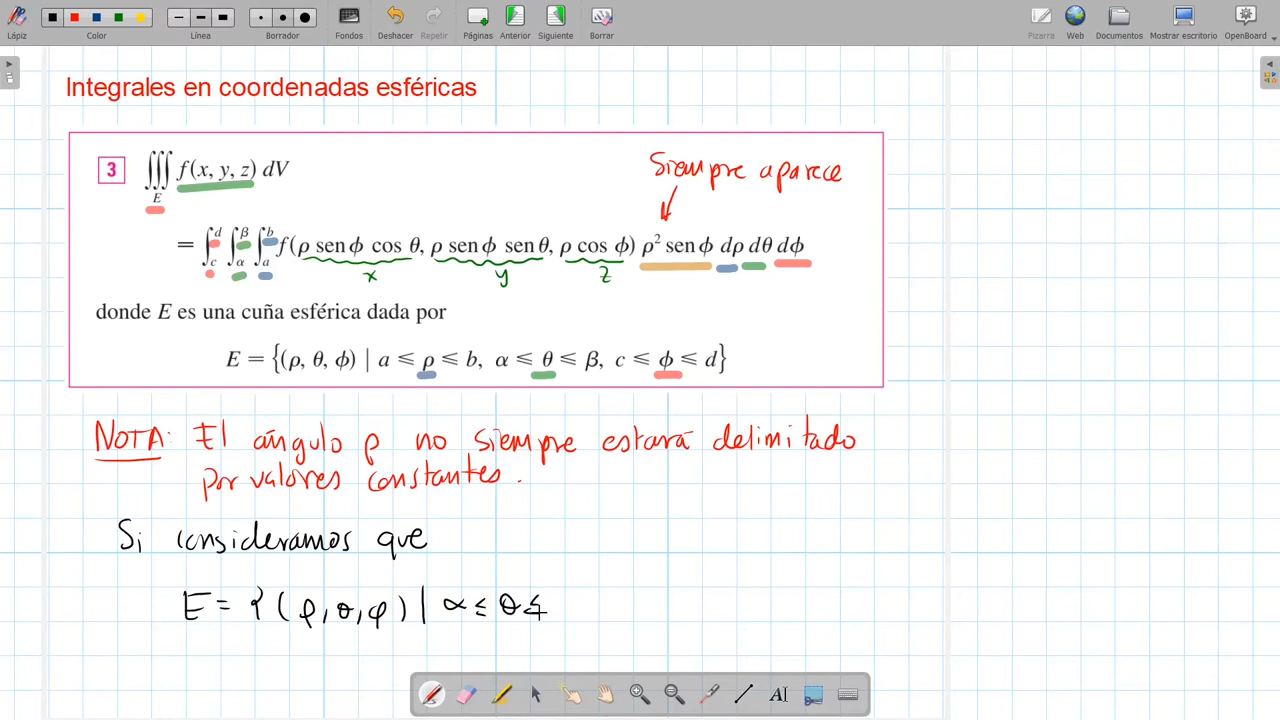 Lápiz Color Línea Borrador Fondos Deshacer Repetir Páginas Anterior Siguiente Borrar Pizarra Web Documentos Mostrar escritorio OpenBoard
Integrales en coordenadas esféricas
3 ∭_E f(x, y, z) dV
Siempre aparece
= ∫_c^d ∫_α^β ∫_a^b f(ρ sen ϕ cos θ, ρ sen ϕ sen θ, ρ cos ϕ) ρ² sen ϕ dρ dθ dϕ
x y z
donde E es una cuña esférica dada por
E = {(ρ, θ, ϕ) | a ≤ ρ ≤ b, α ≤ θ ≤ β, c ≤ ϕ ≤ d}
NOTA: El ángulo ρ no siempre estará delimitado
por valores constantes.
Si consideramos que
E = {(ρ, θ, φ) | α ≤ θ ≤